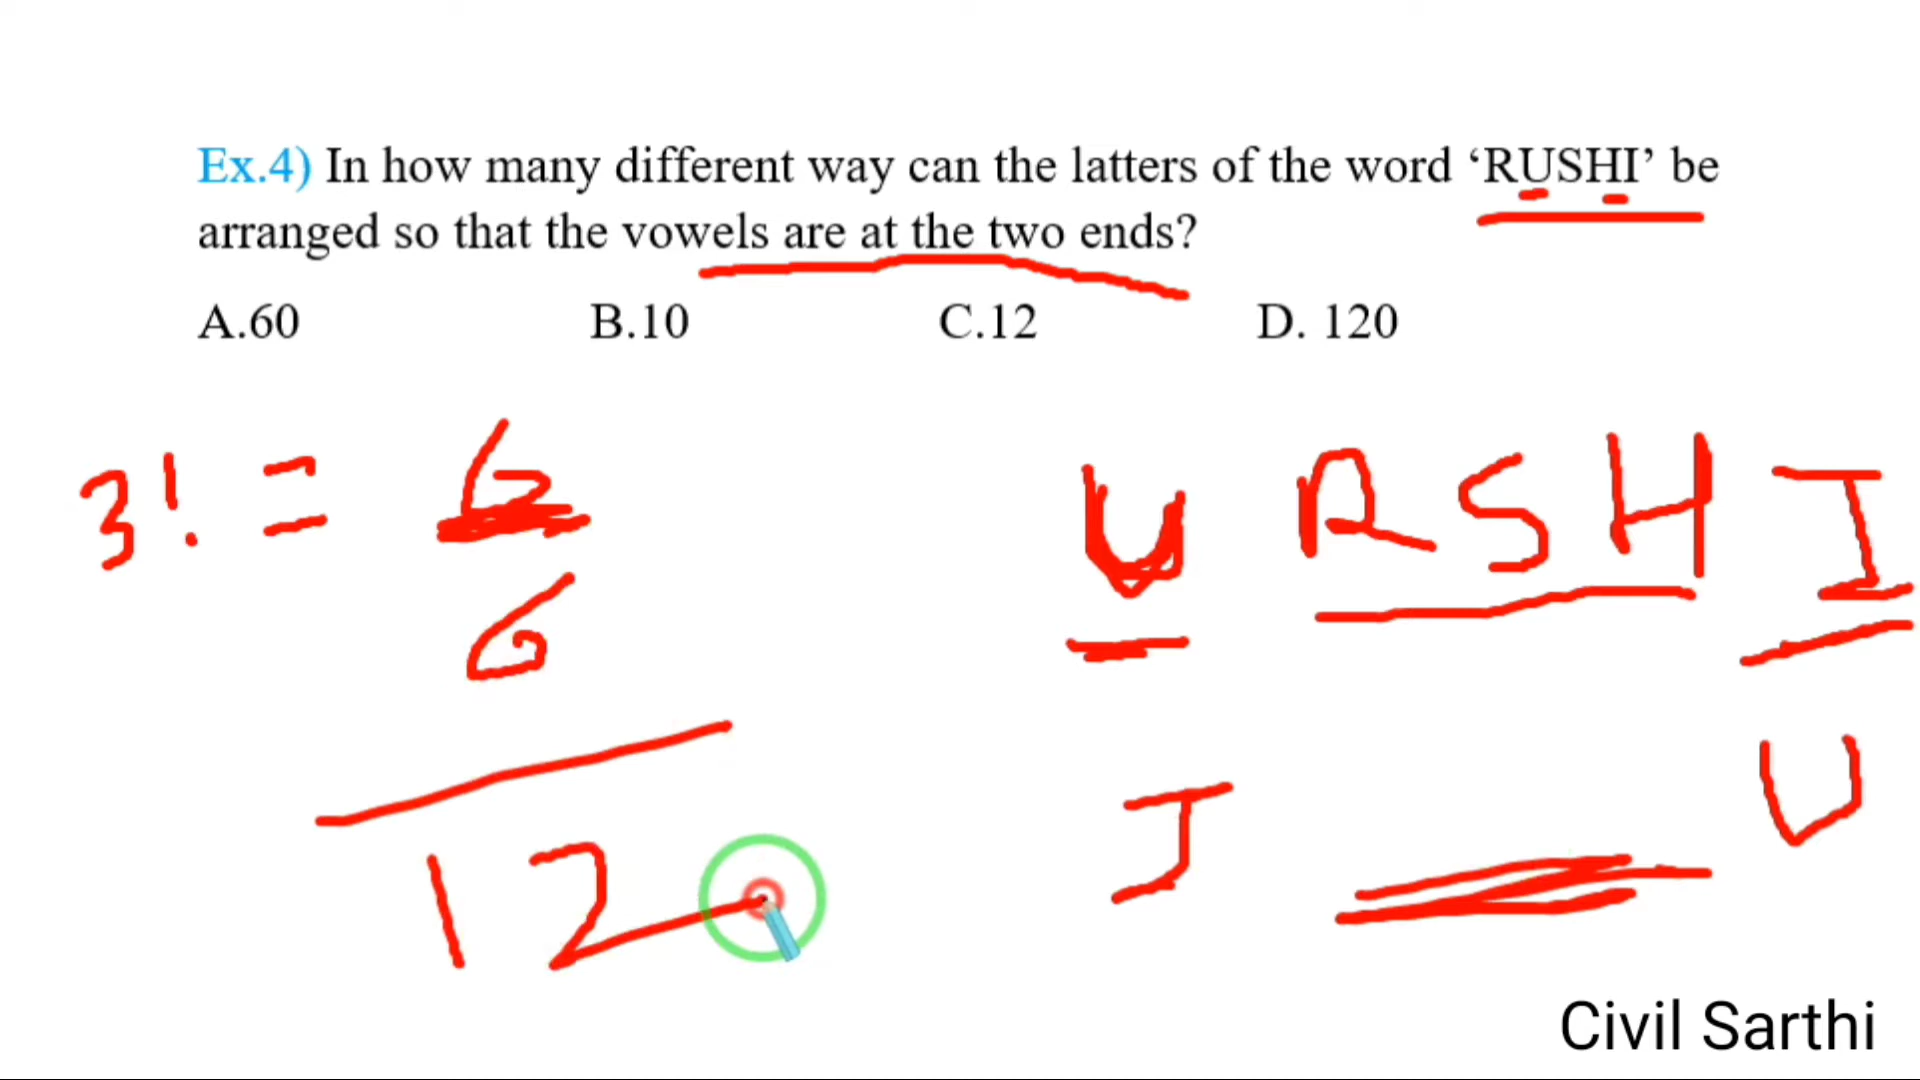 Ex.4) In how many different way can the latters of the word ‘RUSHI’ be
arranged so that the vowels are at the two ends?
A.60 B.10 C.12 D. 120
3! = 6 U RSH I
6
I U
12
Civil Sarthi